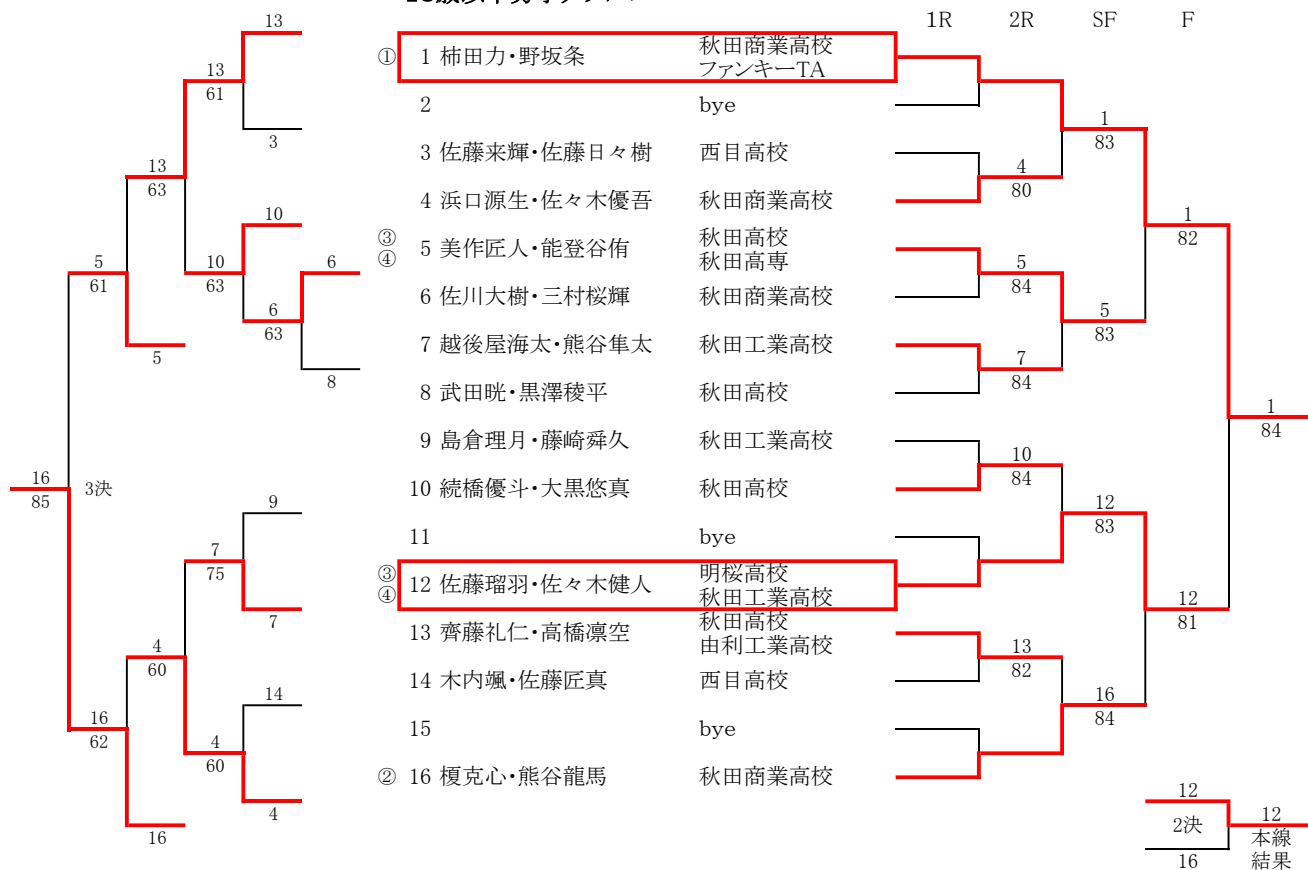 1R 2R SF F
① 1 柿田力・野坂条 秋田商業高校
ファンキーTA
2 bye
3 佐藤来輝・佐藤日々樹 西目高校
4 浜口源生・佐々木優吾 秋田商業高校
③ ④ 5 美作匠人・能登谷侑 秋田高校
秋田高専
6 佐川大樹・三村桜輝 秋田商業高校
7 越後屋海太・熊谷隼太 秋田工業高校
8 武田晄・黒澤稜平 秋田高校
9 島倉理月・藤崎舜久 秋田工業高校
10 続橋優斗・大黒悠真 秋田高校
11 bye
③ ④ 12 佐藤瑠羽・佐々木健人 明桜高校
秋田工業高校
13 齊藤礼仁・高橋凛空 秋田高校
由利工業高校
14 木内颯・佐藤匠真 西目高校
15 bye
② 16 榎克心・熊谷龍馬 秋田商業高校
13
13
61
3
13
63
10
10
63
6
6
63
8
5
61
5
16
85
3決
9
7
75
7
4
60
14
4
60
4
16
62
16
4
80
5
84
7
84
10
84
13
82
1
83
5
83
12
83
16
84
1
82
12
81
1
84
12
2決
16
12
本線
結果